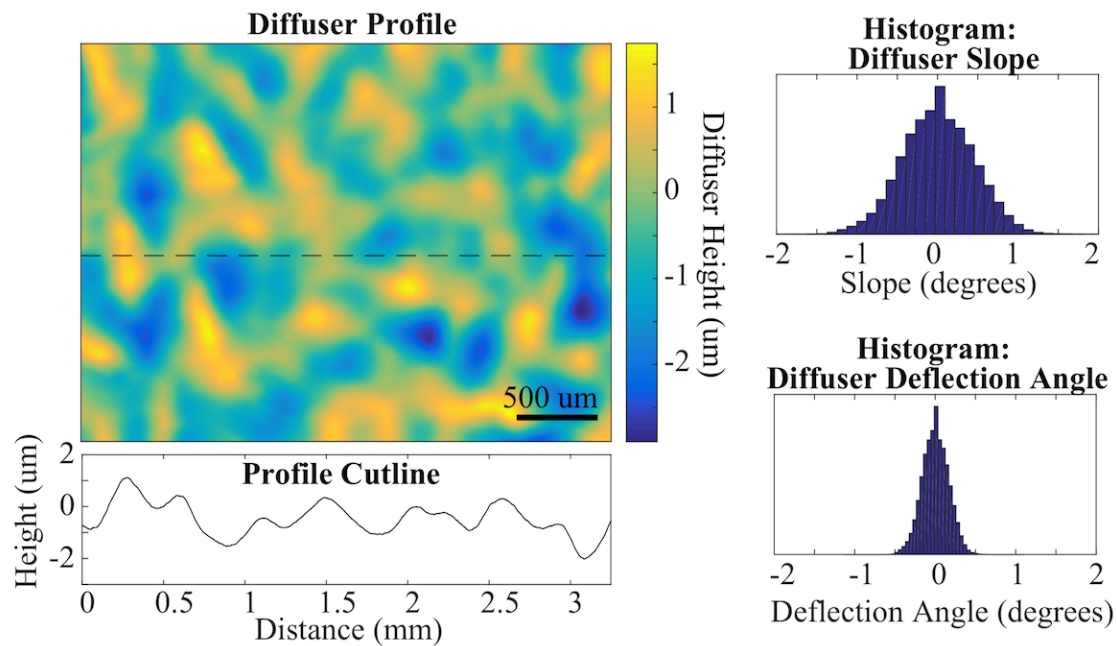 Diffuser Profile
1
0
-1
-2
Diffuser Height (um)
500 um
Profile Cutline
Height (um)
2
0
-2
0 0.5 1 1.5 2 2.5 3
Distance (mm)
Histogram:
Diffuser Slope
-2 -1 0 1 2
Slope (degrees)
Histogram:
Diffuser Deflection Angle
-2 -1 0 1 2
Deflection Angle (degrees)